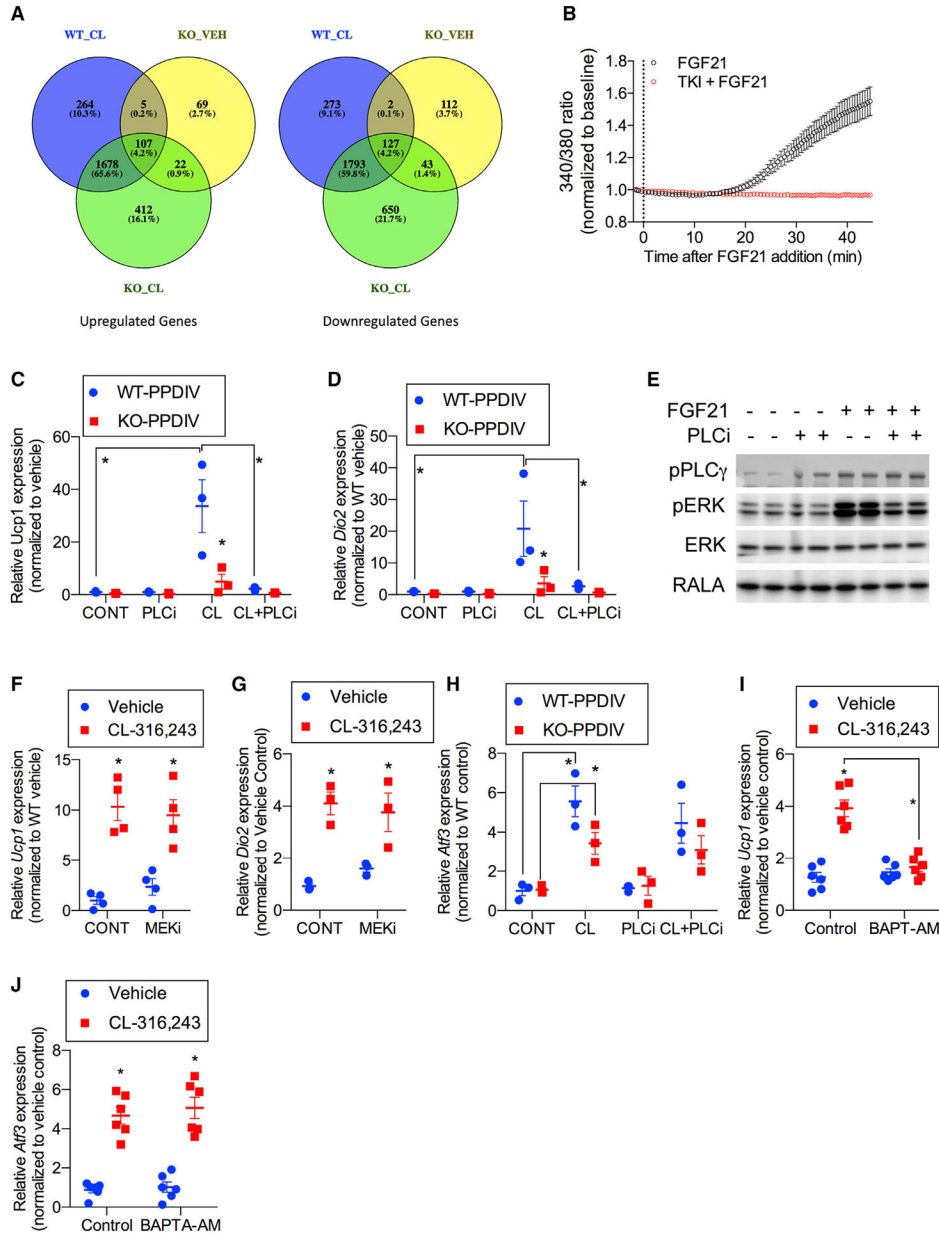 A
WT_CL
KO_VEH
WT_CL
KO_VEH
264
(10.3%)
5
(0.2%)
69
(2.7%)
107
(4.2%)
1678
(65.6%)
22
(0.9%)
412
(16.1%)
KO_CL
Upregulated Genes
273
(9.1%)
2
(0.1%)
112
(3.7%)
127
(4.2%)
1793
(59.8%)
43
(1.4%)
650
(21.7%)
KO_CL
Downregulated Genes
B
FGF21
TKI + FGF21
340/380 ratio
(normalized to baseline)
1.6
1.4
1.2
1.0
0.8
0
10
20
30
40
Time after FGF21 addition (min)
C
WT-PPDIV
KO-PPDIV
Relative Ucp1 expression
(normalized to vehicle)
60
40
20
0
*
*
*
CONT
PLCi
CL
CL+PLCi
D
WT-PPDIV
KO-PPDIV
Relative Dio2 expression
(normalized to WT vehicle)
50
40
30
20
10
0
*
*
*
CONT
PLCi
CL
CL+PLCi
E
FGF21 - - - - + + + +
PLCi - - + + - - + +
pPLCγ
pERK
ERK
RALA
F
Vehicle
CL-316,243
Relative Ucp1 expression
(normalized to WT vehicle)
15
10
5
0
*
*
CONT
MEKi
G
Vehicle
CL-316,243
Relative Dio2 expression
(normalized to Vehicle Control)
6
4
2
0
*
*
CONT
MEKi
H
WT-PPDIV
KO-PPDIV
Relative Atf3 expression
(normalized to WT control)
8
6
4
2
0
*
*
CONT
CL
PLCi
CL+PLCi
I
Vehicle
CL-316,243
Relative Ucp1 expression
(normalized to vehicle control)
6
4
2
0
*
*
Control
BAPT-AM
J
Vehicle
CL-316,243
Relative Atf3 expression
(normalized to vehicle control)
8
6
4
2
0
*
*
Control
BAPTA-AM